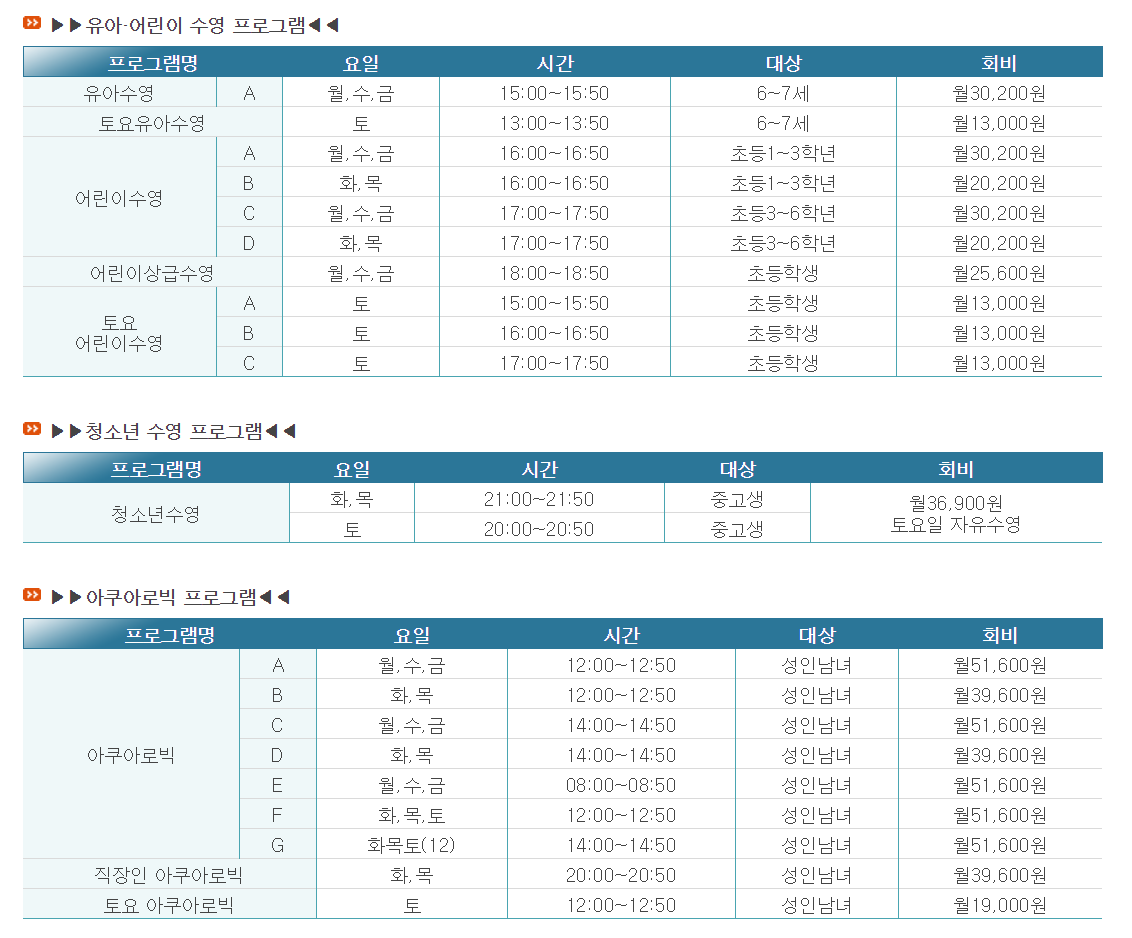 ▶▶유아·어린이 수영 프로그램◀◀
프로그램명 요일 시간 대상 회비
유아수영 A 월,수,금 15:00~15:50 6~7세 월30,200원
토요유아수영 토 13:00~13:50 6~7세 월13,000원
어린이수영 A 월,수,금 16:00~16:50 초등1~3학년 월30,200원
B 화,목 16:00~16:50 초등1~3학년 월20,200원
C 월,수,금 17:00~17:50 초등3~6학년 월30,200원
D 화,목 17:00~17:50 초등3~6학년 월20,200원
어린이상급수영 월,수,금 18:00~18:50 초등학생 월25,600원
토요
어린이수영
A 토 15:00~15:50 초등학생 월13,000원
B 토 16:00~16:50 초등학생 월13,000원
C 토 17:00~17:50 초등학생 월13,000원
▶▶청소년 수영 프로그램◀◀
프로그램명 요일 시간 대상 회비
청소년수영 화,목 21:00~21:50 중고생
토 20:00~20:50 중고생
월36,900원
토요일 자유수영
▶▶아쿠아로빅 프로그램◀◀
프로그램명 요일 시간 대상 회비
아쿠아로빅 A 월,수,금 12:00~12:50 성인남녀 월51,600원
B 화,목 12:00~12:50 성인남녀 월39,600원
C 월,수,금 14:00~14:50 성인남녀 월51,600원
D 화,목 14:00~14:50 성인남녀 월39,600원
E 월,수,금 08:00~08:50 성인남녀 월51,600원
F 화,목,토 12:00~12:50 성인남녀 월51,600원
G 화목토(12) 14:00~14:50 성인남녀 월51,600원
직장인 아쿠아로빅 화,목 20:00~20:50 성인남녀 월39,600원
토요 아쿠아로빅 토 12:00~12:50 성인남녀 월19,000원